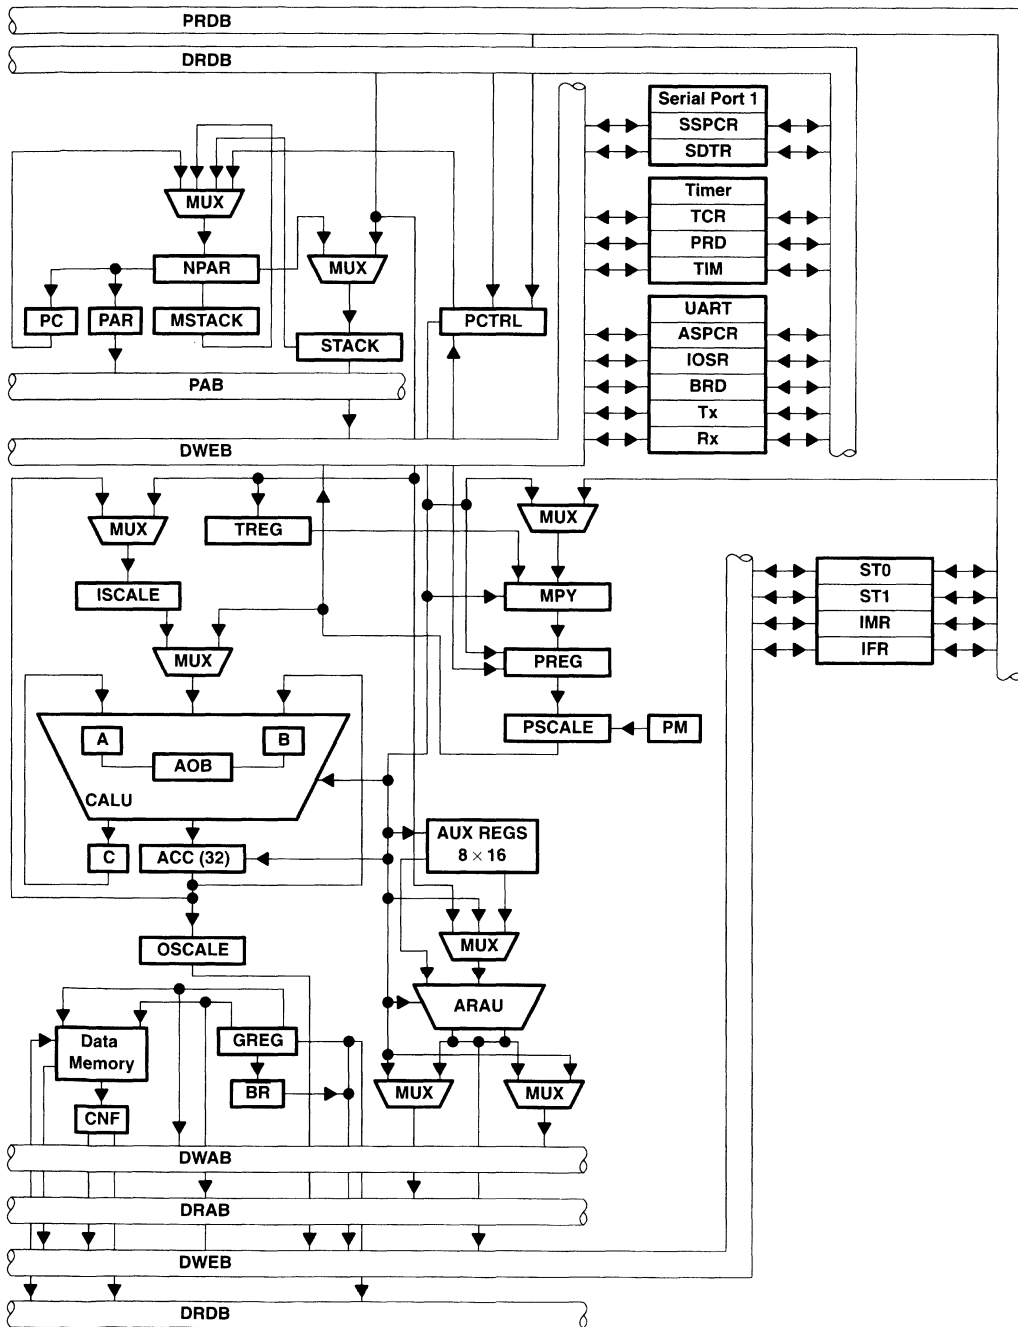 PRDB
DRDB
Serial Port 1
SSPCR
SDTR
MUX
Timer
TCR
PRD
TIM
NPAR
MUX
PC
PAR
MSTACK
STACK
PCTRL
UART
ASPCR
IOSR
BRD
Tx
Rx
PAB
DWEB
MUX
TREG
MUX
ISCALE
MPY
ST0
ST1
IMR
IFR
MUX
PREG
A
B
AOB
CALU
PSCALE
PM
C
ACC (32)
AUX REGS
8 × 16
OSCALE
MUX
ARAU
Data
Memory
GREG
BR
CNF
MUX
MUX
DWAB
DRAB
DWEB
DRDB